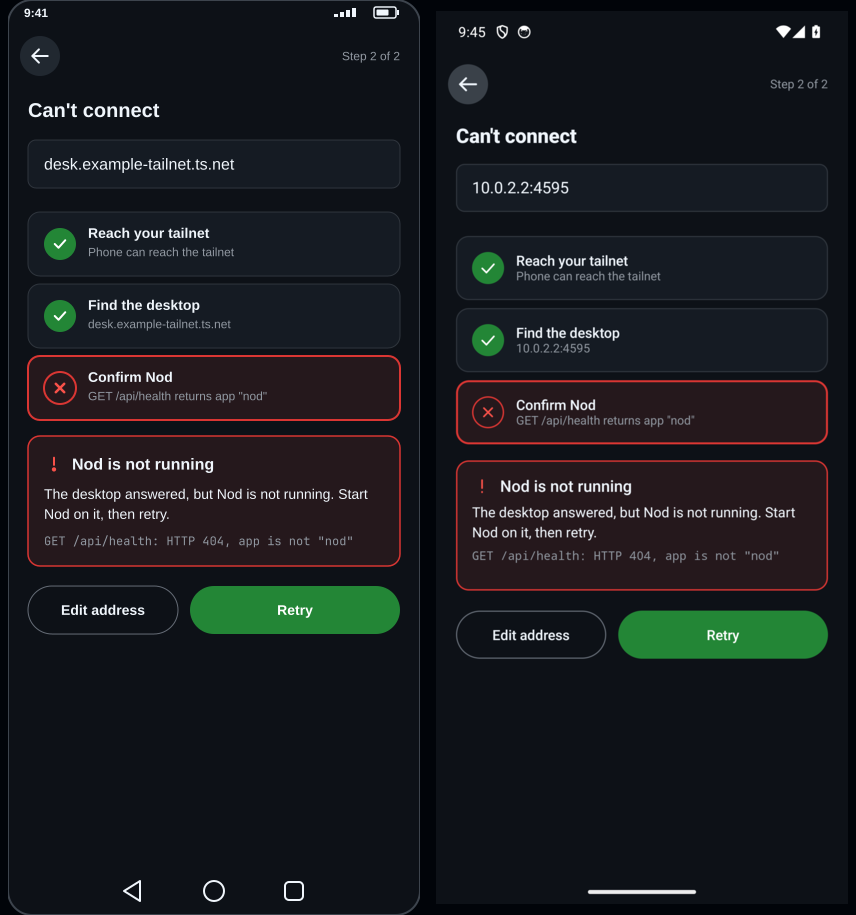 9:41
Step 2 of 2
Can't connect
desk.example-tailnet.ts.net
Reach your tailnet
Phone can reach the tailnet
Find the desktop
desk.example-tailnet.ts.net
Confirm Nod
GET /api/health returns app "nod"
! Nod is not running
The desktop answered, but Nod is not running. Start
Nod on it, then retry.
GET /api/health: HTTP 404, app is not "nod"
Edit address
Retry
9:45
Step 2 of 2
Can't connect
10.0.2.2:4595
Reach your tailnet
Phone can reach the tailnet
Find the desktop
10.0.2.2:4595
Confirm Nod
GET /api/health returns app "nod"
! Nod is not running
The desktop answered, but Nod is not running. Start
Nod on it, then retry.
GET /api/health: HTTP 404, app is not "nod"
Edit address
Retry